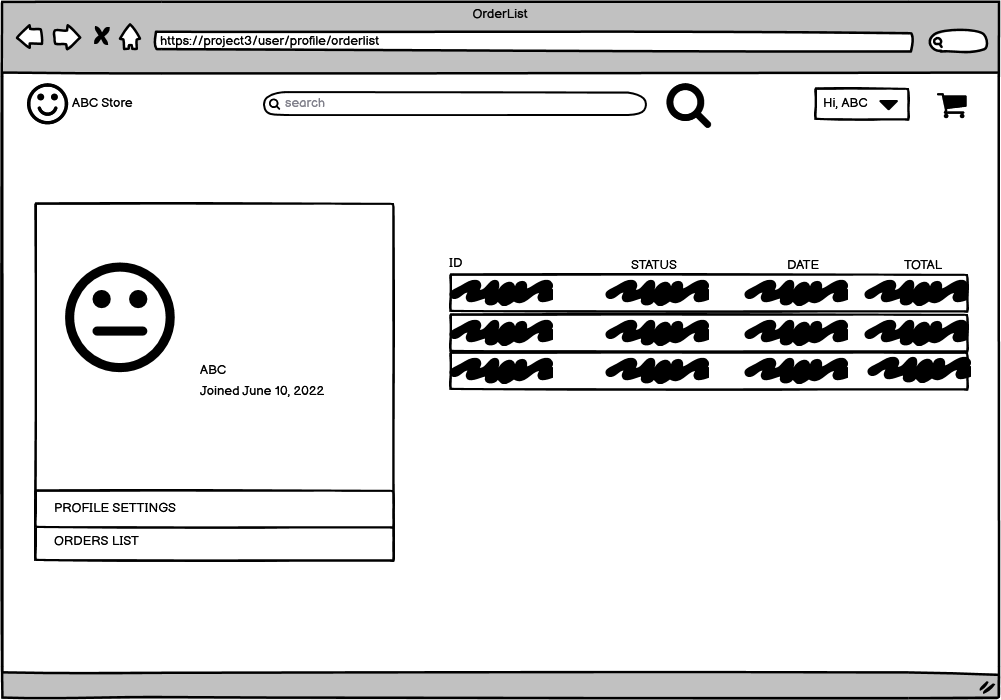 OrderList
https://project3/user/profile/orderlist
ABC Store
search
Hi, ABC
ID STATUS DATE TOTAL
ABC
Joined June 10, 2022
PROFILE SETTINGS
ORDERS LIST